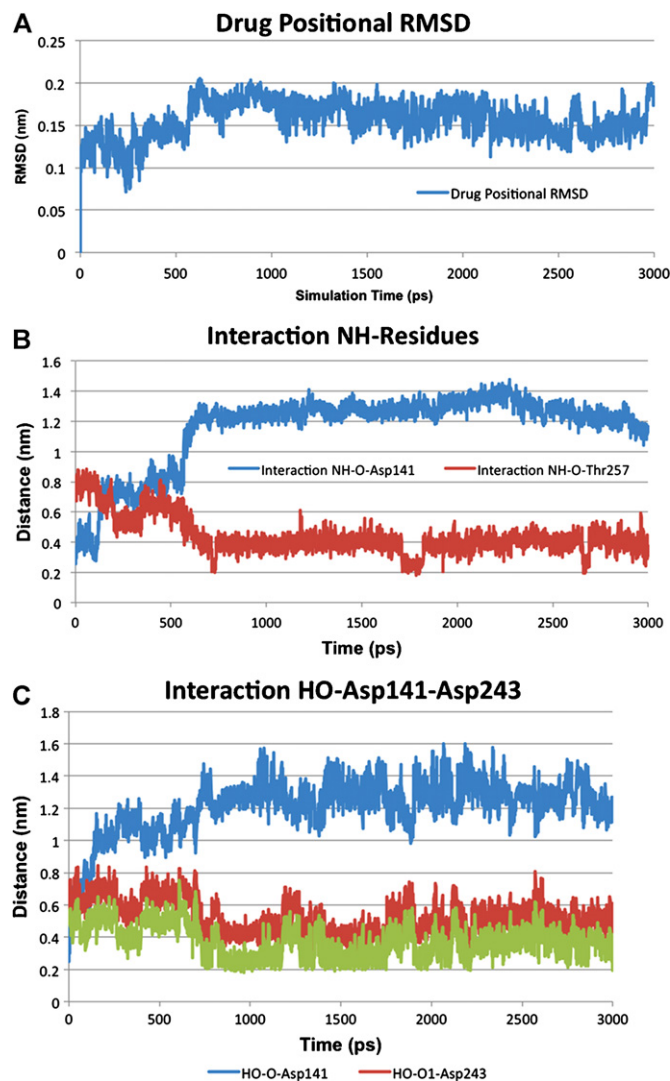 A
Drug Positional RMSD
0.25
0.2
0.15
0.1
0.05
0
RMSD (nm)
Drug Positional RMSD
0 500 1000 1500 2000 2500 3000
Simulation Time (ps)
B
Interaction NH-Residues
1.6
1.4
1.2
1
0.8
0.6
0.4
0.2
0
Distance (nm)
Interaction NH-O-Asp141 Interaction NH-O-Thr257
0 500 1000 1500 2000 2500 3000
Time (ps)
C
Interaction HO-Asp141-Asp243
1.8
1.6
1.4
1.2
1
0.8
0.6
0.4
0.2
0
Distance (nm)
0 500 1000 1500 2000 2500 3000
Time (ps)
HO-O-Asp141 HO-O1-Asp243